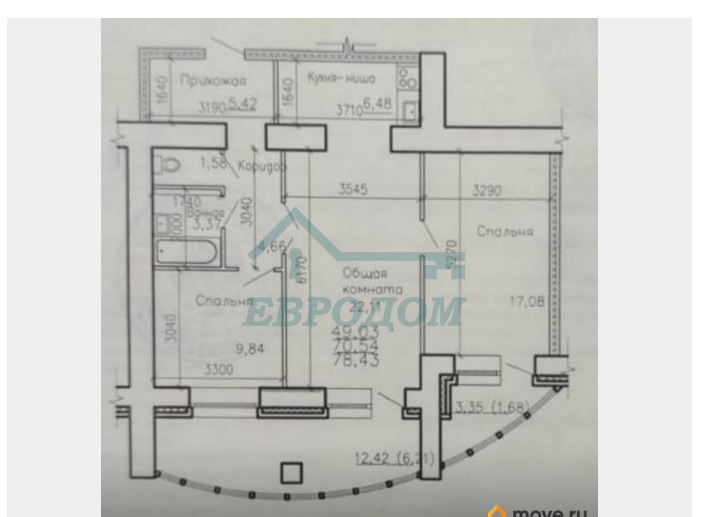 Прихожая
Кухня-ниша
1640
3190 5,42
1640
3710 6,48
1,58 Коридор
3545
3290
1740
Ванная
3,37
3040
4,66
6170
5270
Спальня
Общая
комната
22,11
17,08
Спальня
ЕВРОДОМ
49,03
70,54
78,43
3040
9,84
3300
3,35 (1,68)
12,42 (6,21)
move.ru